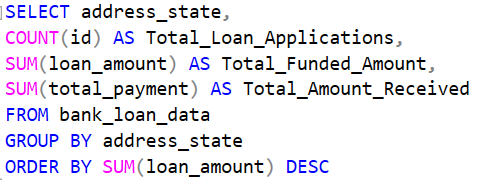 SELECT address_state,
COUNT(id) AS Total_Loan_Applications,
SUM(loan_amount) AS Total_Funded_Amount,
SUM(total_payment) AS Total_Amount_Received
FROM bank_loan_data
GROUP BY address_state
ORDER BY SUM(loan_amount) DESC